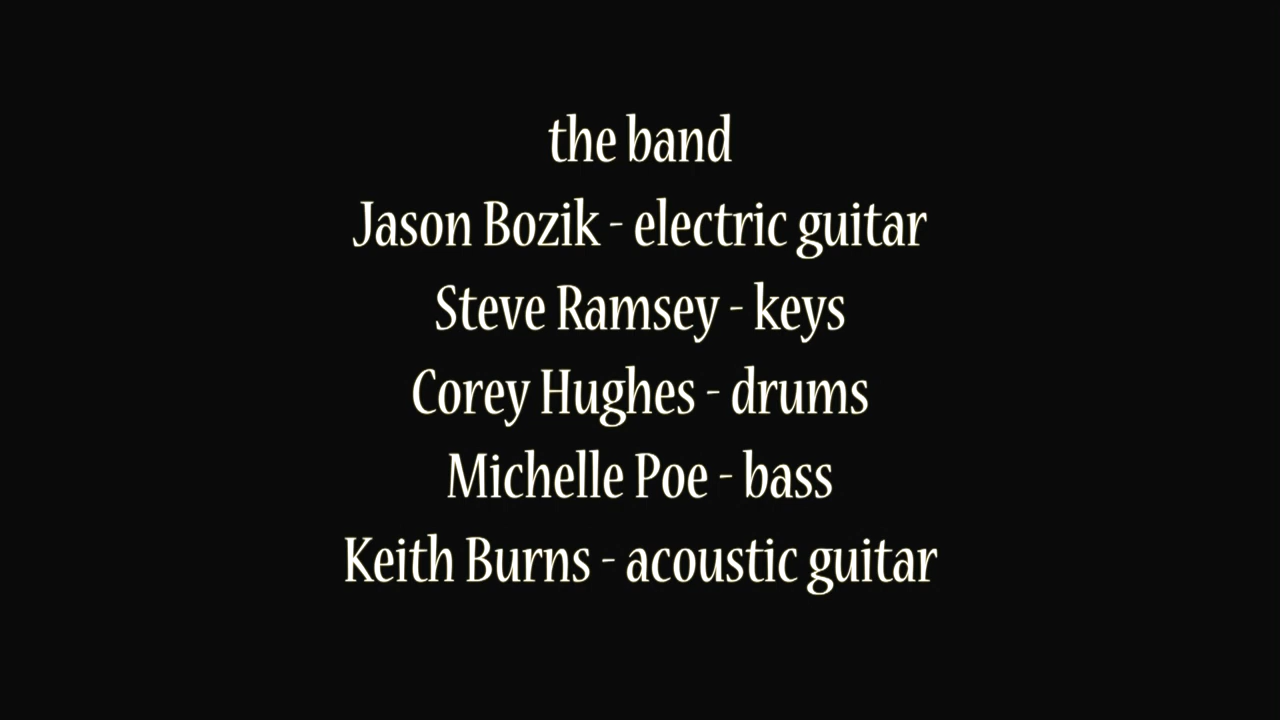 the band
Jason Bozik - electric guitar
Steve Ramsey - keys
Corey Hughes - drums
Michelle Poe - bass
Keith Burns - acoustic guitar